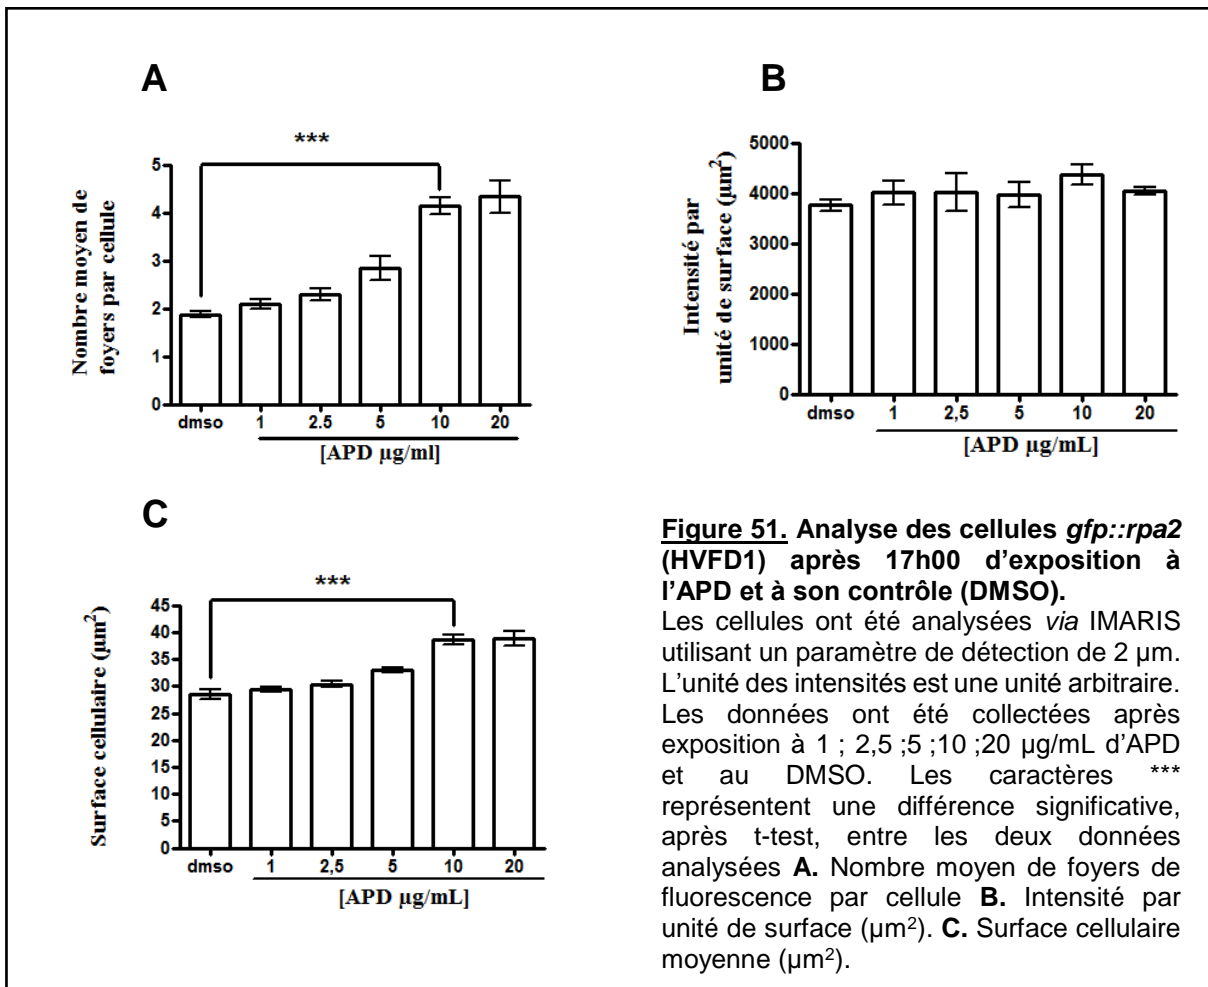 A
***
Nombre moyen de
foyers par cellule
5
4
3
2
1
0
dmso 1 2.5 5 10 20
[APD µg/ml]
B
Intensité par
unité de surface (µm²)
5000
4000
3000
2000
1000
0
dmso 1 2,5 5 10 20
[APD µg/mL]
C
***
Surface cellulaire (µm²)
45
40
35
30
25
20
15
10
5
0
dmso 1 2,5 5 10 20
[APD µg/mL]
Figure 51. Analyse des cellules gfp::rpa2
(HVFD1) après 17h00 d’exposition à
l’APD et à son contrôle (DMSO).
Les cellules ont été analysées via IMARIS
utilisant un paramètre de détection de 2 µm.
L’unité des intensités est une unité arbitraire.
Les données ont été collectées après
exposition à 1 ; 2,5 ;5 ;10 ;20 µg/mL d’APD
et au DMSO. Les caractères ***
représentent une différence significative,
après t-test, entre les deux données
analysées A. Nombre moyen de foyers de
fluorescence par cellule B. Intensité par
unité de surface (µm²). C. Surface cellulaire
moyenne (µm²).